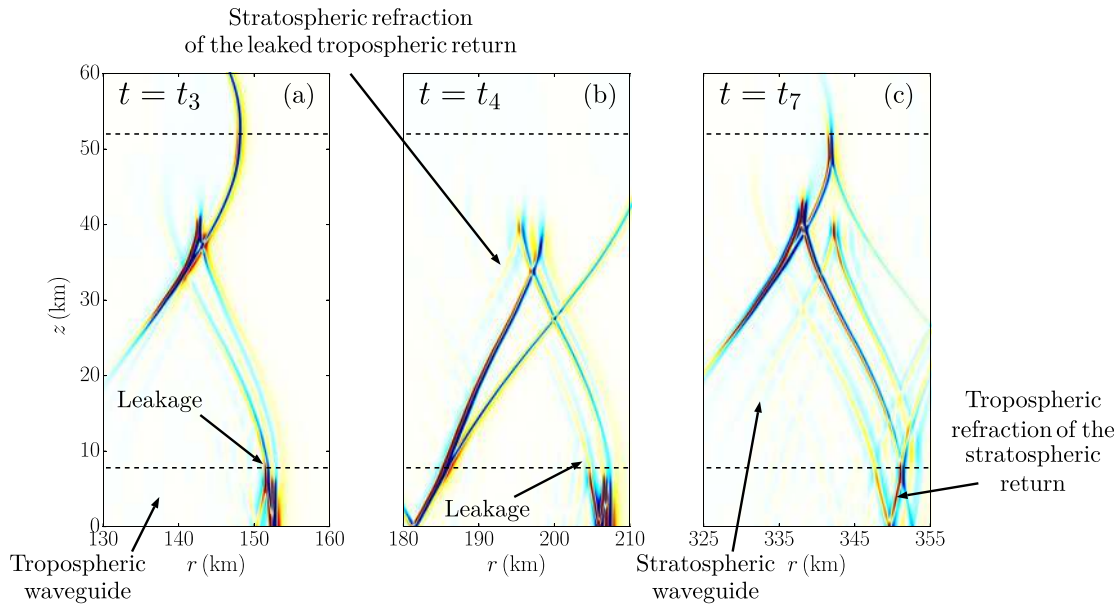 Stratospheric refraction
of the leaked tropospheric return
t = t₃ (a)
t = t₄ (b)
t = t₇ (c)
60
50
40
30
20
10
0
z (km)
Leakage
Leakage
Tropospheric
refraction of the
stratospheric
return
130 140 150 160
180 190 200 210
325 335 345 355
r (km)
r (km)
r (km)
Tropospheric
waveguide
Stratospheric
waveguide